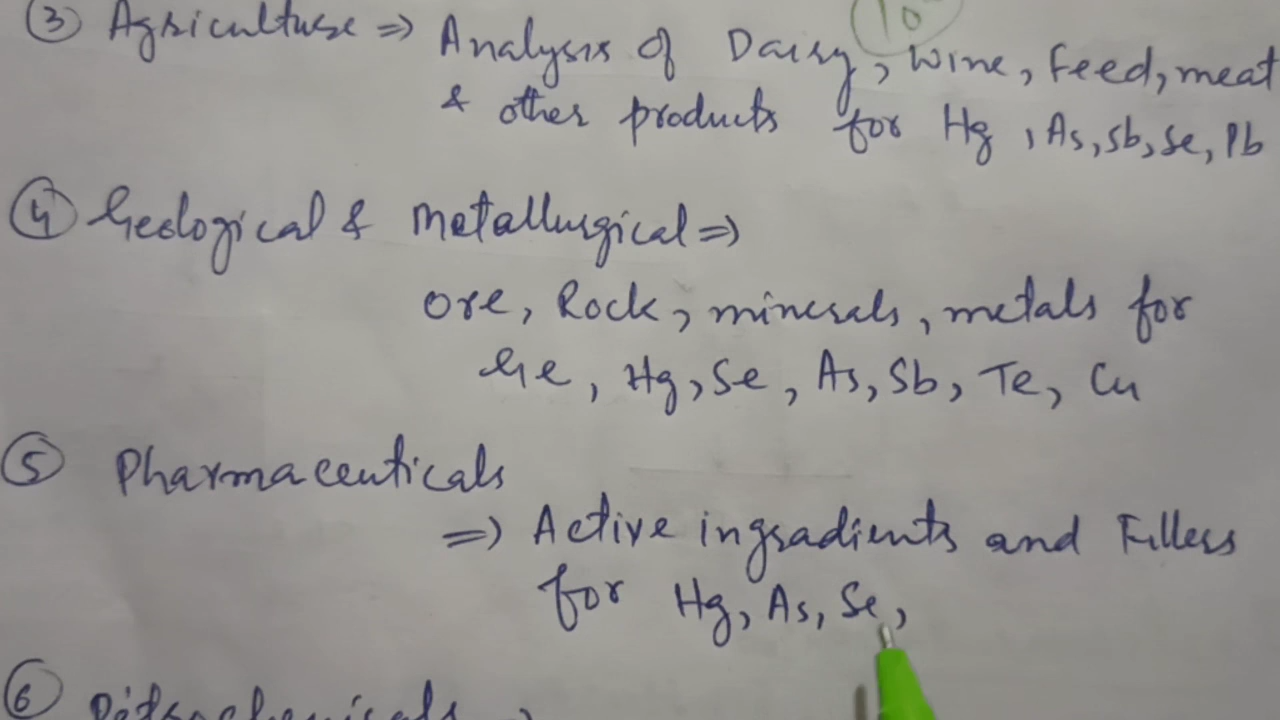 10
③ Agriculture ⇒ Analysis of Dairy, Wine, Feed, meat
& other products for Hg, As, Sb, Se, Pb
④ Geological & Metallurgical ⇒
Ore, Rock, minerals, metals for
Ge, Hg, Se, As, Sb, Te, Cu
⑤ Pharmaceuticals
⇒ Active ingradients and Fillers
for Hg, As, Se,
⑥